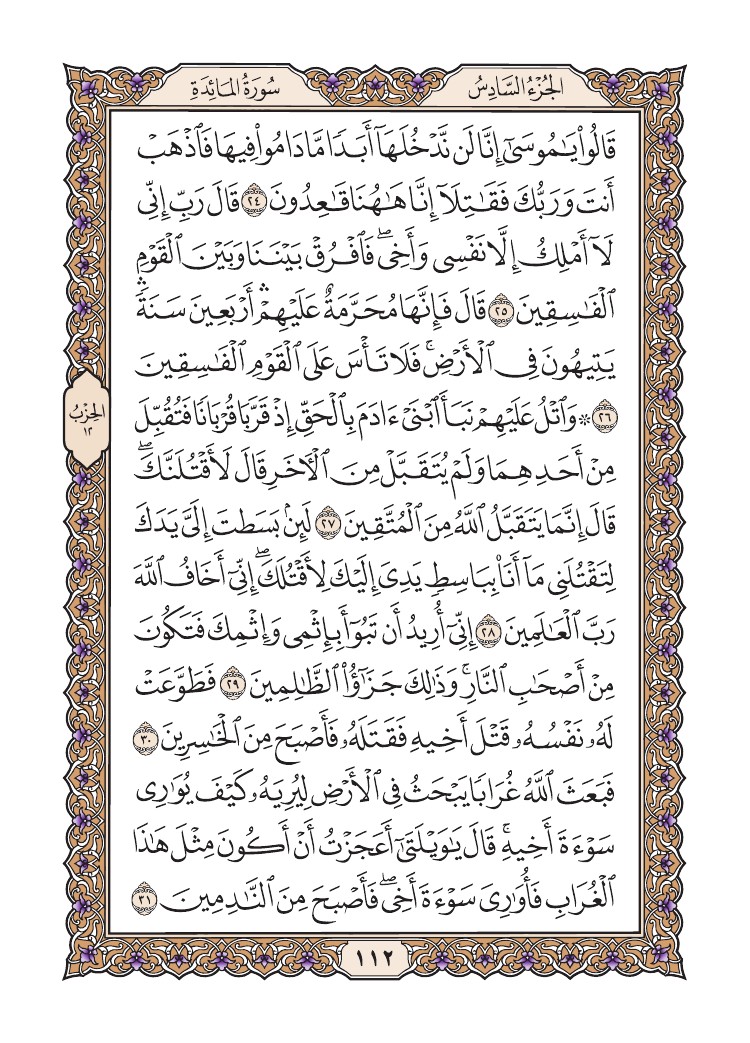 الجُزْءُ السَّادِسُ
سُورَةُ المَائِدَةِ
قَالُوا۟ يَـٰمُوسَىٰٓ إِنَّا لَن نَّدْخُلَهَآ أَبَدًا مَّا دَامُوا۟ فِيهَا فَٱذْهَبْ
أَنتَ وَرَبُّكَ فَقَـٰتِلَآ إِنَّا هَـٰهُنَا قَـٰعِدُونَ ٢٤ قَالَ رَبِّ إِنِّى
لَآ أَمْلِكُ إِلَّا نَفْسِى وَأَخِىۖ فَٱفْرُقْ بَيْنَنَا وَبَيْنَ ٱلْقَوْمِ
ٱلْفَـٰسِقِينَ ٢٥ قَالَ فَإِنَّهَا مُحَرَّمَةٌ عَلَيْهِمْۛ أَرْبَعِينَ سَنَةًۛ
يَتِيهُونَ فِى ٱلْأَرْضِۚ فَلَا تَأْسَ عَلَى ٱلْقَوْمِ ٱلْفَـٰسِقِينَ
٢٦ ۞ وَٱتْلُ عَلَيْهِمْ نَبَأَ ٱبْنَىْ ءَادَمَ بِٱلْحَقِّ إِذْ قَرَّبَا قُرْبَانًا فَتُقُبِّلَ
مِنْ أَحَدِهِمَا وَلَمْ يُتَقَبَّلْ مِنَ ٱلْـَٔاخَرِ قَالَ لَأَقْتُلَنَّكَۖ
قَالَ إِنَّمَا يَتَقَبَّلُ ٱللَّهُ مِنَ ٱلْمُتَّقِينَ ٢٧ لَئِنۢ بَسَطتَ إِلَىَّ يَدَكَ
لِتَقْتُلَنِى مَآ أَنَا۠ بِبَاسِطٍ يَدِىَ إِلَيْكَ لِأَقْتُلَكَۖ إِنِّىٓ أَخَافُ ٱللَّهَ
رَبَّ ٱلْعَـٰلَمِينَ ٢٨ إِنِّىٓ أُرِيدُ أَن تَبُوٓأَ بِإِثْمِى وَإِثْمِكَ فَتَكُونَ
مِنْ أَصْحَـٰبِ ٱلنَّارِۚ وَذَٰلِكَ جَزَٰٓؤُا۟ ٱلظَّـٰلِمِينَ ٢٩ فَطَوَّعَتْ
لَهُۥ نَفْسُهُۥ قَتْلَ أَخِيهِ فَقَتَلَهُۥ فَأَصْبَحَ مِنَ ٱلْخَـٰسِرِينَ ٣٠
فَبَعَثَ ٱللَّهُ غُرَابًا يَبْحَثُ فِى ٱلْأَرْضِ لِيُرِيَهُۥ كَيْفَ يُوَٰرِى
سَوْءَةَ أَخِيهِۚ قَالَ يَـٰوَيْلَتَىٰٓ أَعَجَزْتُ أَنْ أَكُونَ مِثْلَ هَـٰذَا
ٱلْغُرَابِ فَأُوَٰرِىَ سَوْءَةَ أَخِىۖ فَأَصْبَحَ مِنَ ٱلنَّـٰدِمِينَ ٣١
الحِزْبُ
١٢
١١٢